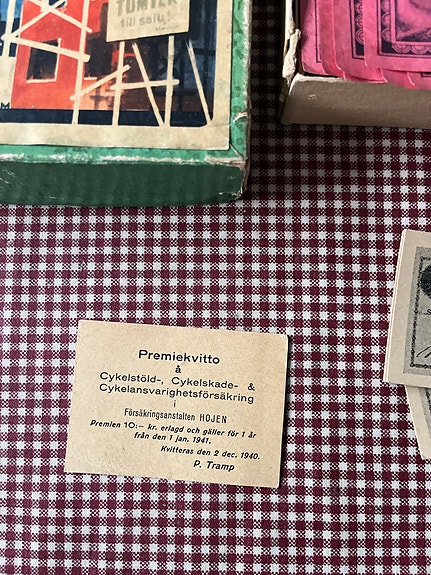 TOMTER
till salu!
Premiekvitto
å
Cykelstöld-, Cykelskade- &
Cykelansvarighetsförsäkring
i
Försäkringsanstalten HOJEN
Premien 10:— kr. erlagd och gäller för 1 år
från den 1 jan. 1941.
Kvitteras den 2 dec. 1940.
P. Tramp